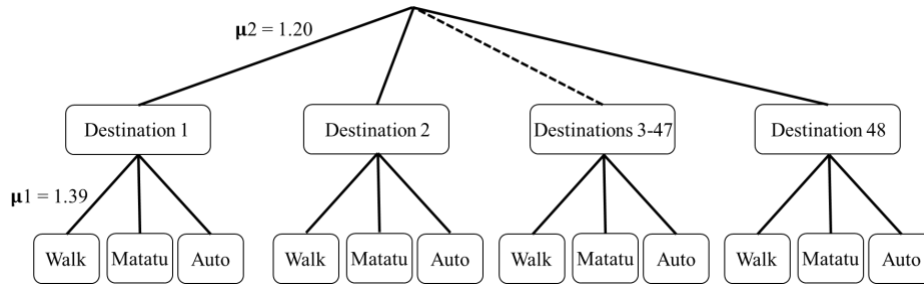 μ2 = 1.20
Destination 1 Destination 2 Destinations 3-47 Destination 48
μ1 = 1.39
Walk Matatu Auto Walk Matatu Auto Walk Matatu Auto Walk Matatu Auto